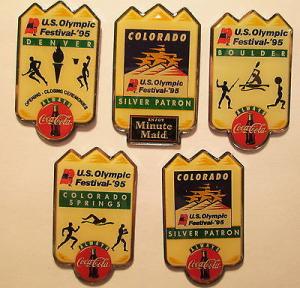 U.S. Olympic
Festival-'95
DENVER
OPENING / CLOSING CEREMONIES
ALWAYS
Coca-Cola
COLORADO
U.S. Olympic
Festival '95
SILVER PATRON
ENJOY
Minute
Maid
U.S. Olympic
Festival-'95
BOULDER
ALWAYS
Coca-Cola
U.S. Olympic
Festival-'95
COLORADO
SPRINGS
ALWAYS
Coca-Cola
COLORADO
U.S. Olympic
Festival '95
SILVER PATRON
ALWAYS
Coca-Cola